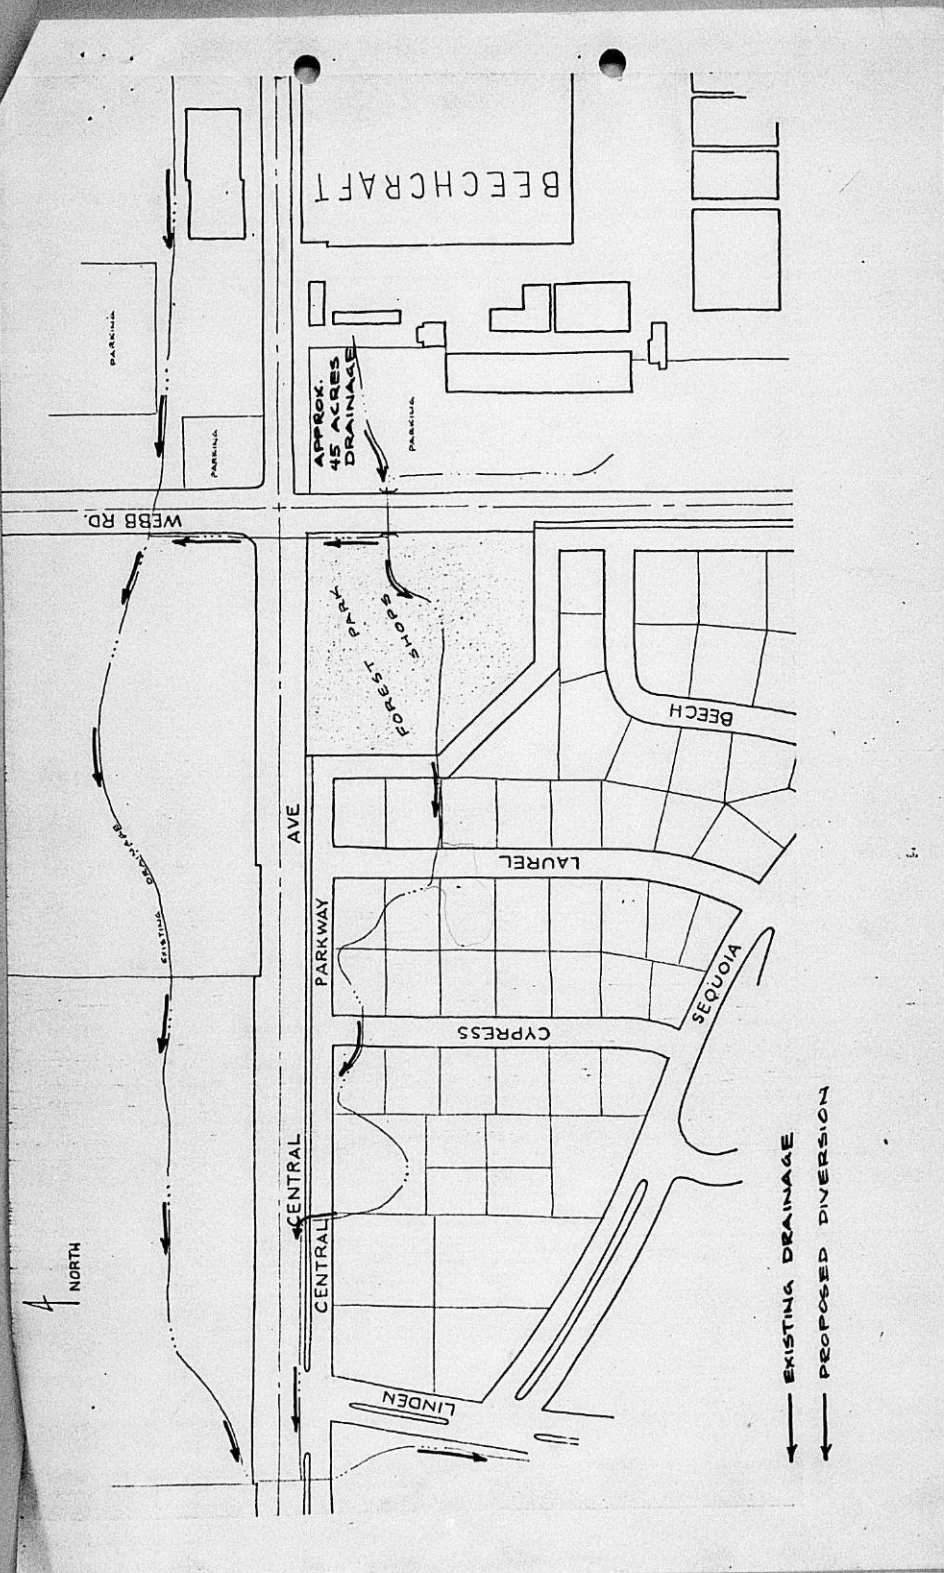 BEECHCRAFT
PARKING
PARKING
PARKING
APPROX.
45 ACRES
DRAINAGE
WEBB RD.
FOREST PARK
SHOPS
BEECH
LAUREL
CYPRESS
SEQUOIA
LINDEN
CENTRAL AVE
CENTRAL PARKWAY
EXISTING DRAINAGE
NORTH
EXISTING DRAINAGE
PROPOSED DIVERSION